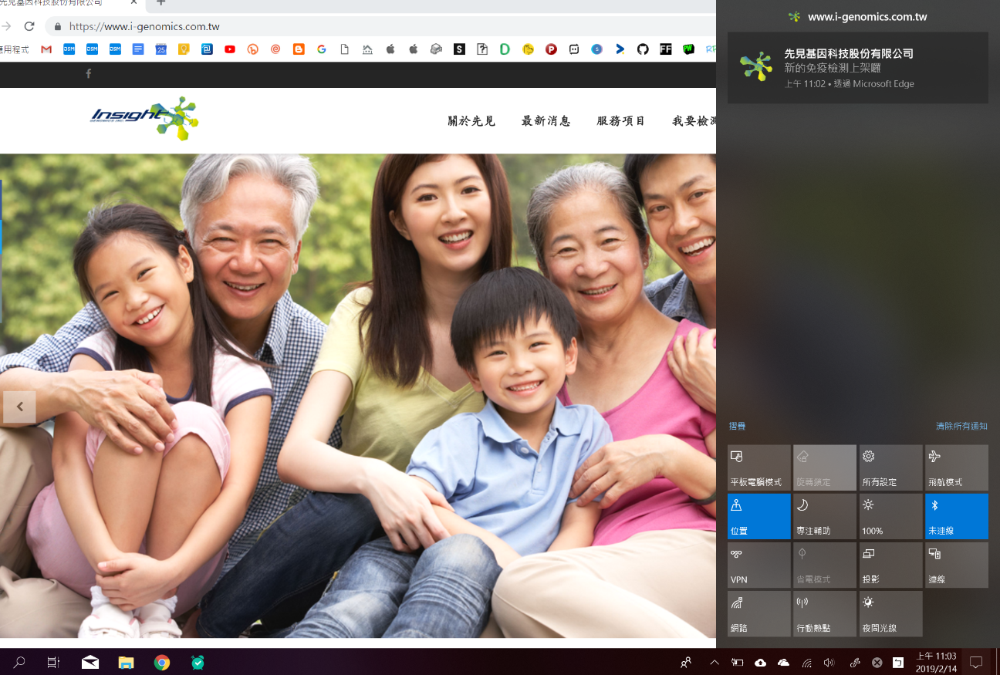 先見基因科技股份有限公司
https://www.i-genomics.com.tw
應用程式
Insight
GENOMICS INC.
關於先見
最新消息
服務項目
我要檢測
www.i-genomics.com.tw
先見基因科技股份有限公司
新的免疫檢測上架囉
上午 11:02 • 透過 Microsoft Edge
摺疊
清除所有通知
平板電腦模式
旋轉鎖定
所有設定
飛航模式
位置
專注輔助
100%
未連線
VPN
省電模式
投影
連線
網路
行動熱點
夜間光線
上午 11:03
2019/2/14